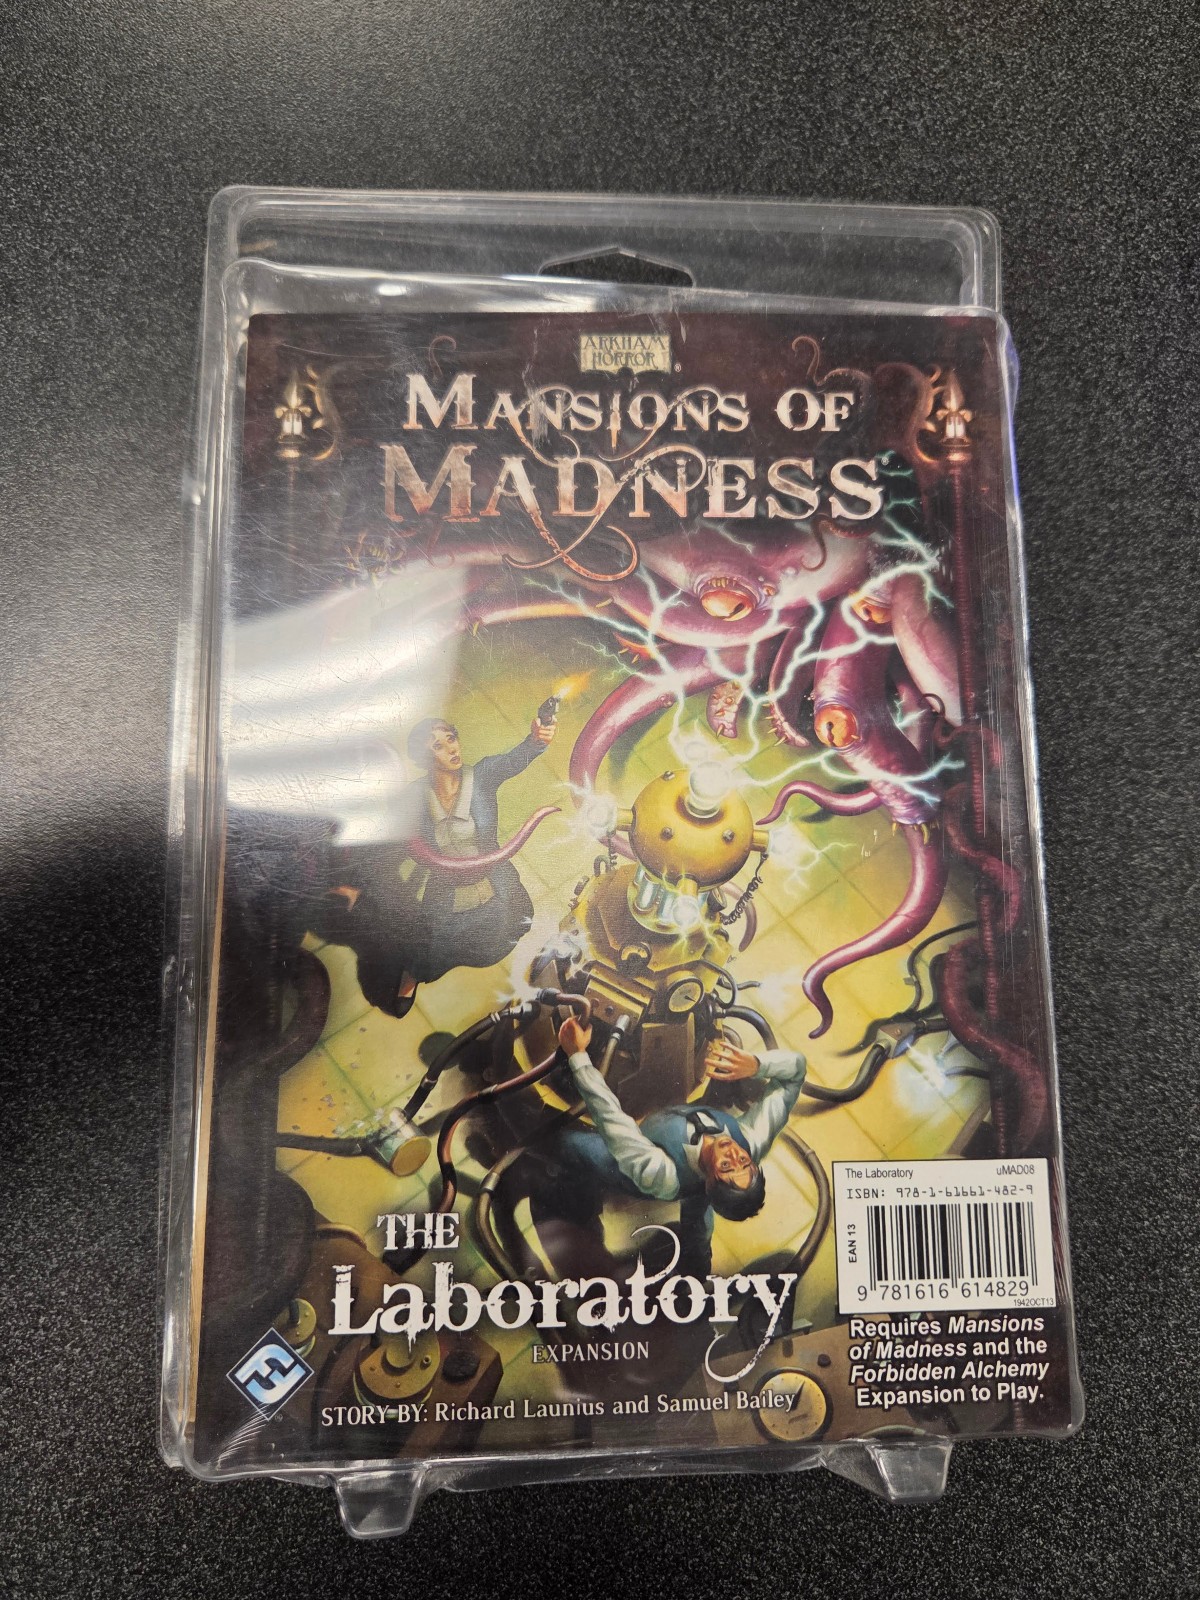 ARKHAM
HORROR
®
MANSIONS OF
MADNESS®
The Laboratory uMAD08
ISBN: 978-1-61661-482-9
EAN 13
9 781616 614829
1942OCT13
THE
Laboratory
EXPANSION
Requires Mansions
of Madness and the
Forbidden Alchemy
Expansion to Play.
STORY BY: Richard Launius and Samuel Bailey